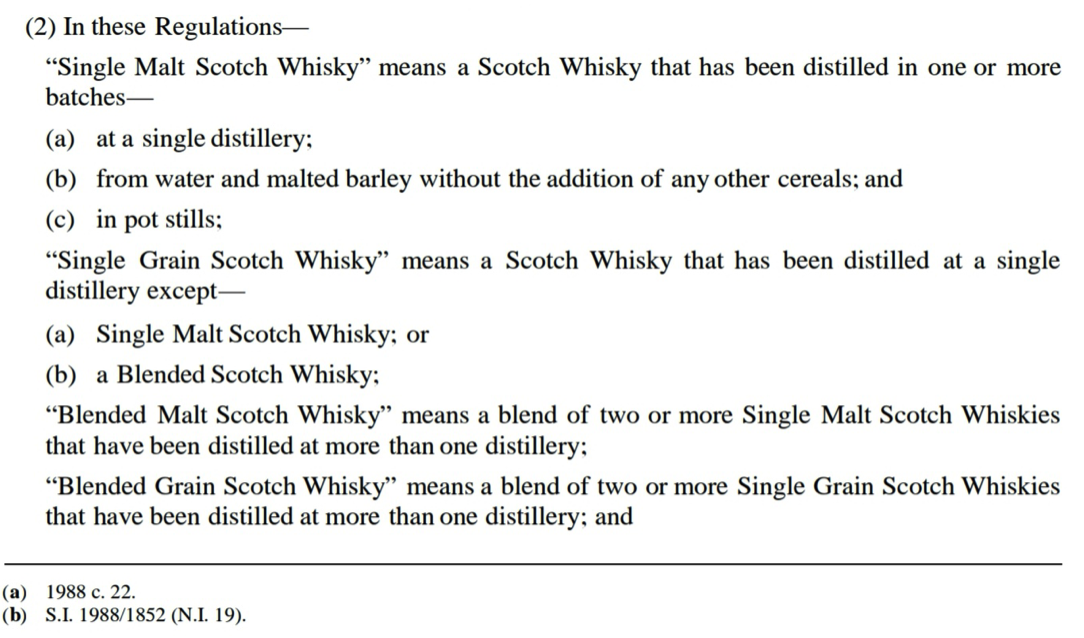 (2) In these Regulations—
“Single Malt Scotch Whisky” means a Scotch Whisky that has been distilled in one or more
batches—
(a) at a single distillery;
(b) from water and malted barley without the addition of any other cereals; and
(c) in pot stills;
“Single Grain Scotch Whisky” means a Scotch Whisky that has been distilled at a single
distillery except—
(a) Single Malt Scotch Whisky; or
(b) a Blended Scotch Whisky;
“Blended Malt Scotch Whisky” means a blend of two or more Single Malt Scotch Whiskies
that have been distilled at more than one distillery;
“Blended Grain Scotch Whisky” means a blend of two or more Single Grain Scotch Whiskies
that have been distilled at more than one distillery; and
(a) 1988 c. 22.
(b) S.I. 1988/1852 (N.I. 19).